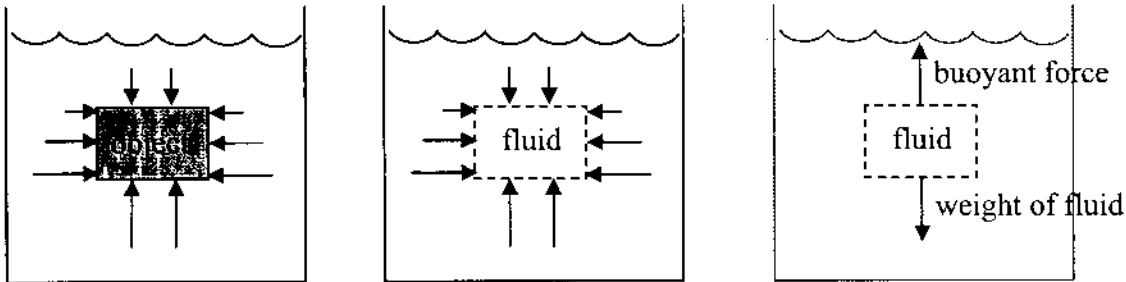 object
fluid
buoyant force
fluid
weight of fluid